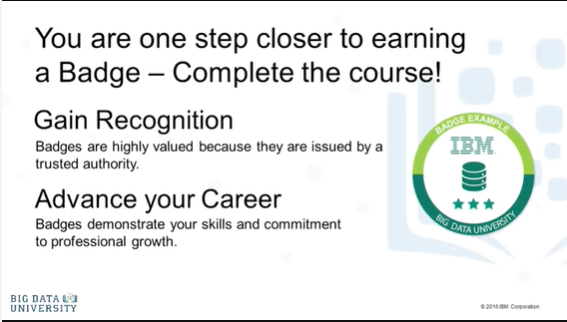 You are one step closer to earning
a Badge – Complete the course!
Gain Recognition
Badges are highly valued because they are issued by a
trusted authority.
Advance your Career
Badges demonstrate your skills and commitment
to professional growth.
BADGE EXAMPLE
IBM
BIG DATA UNIVERSITY
BIG DATA
UNIVERSITY
© 2016 IBM Corporation